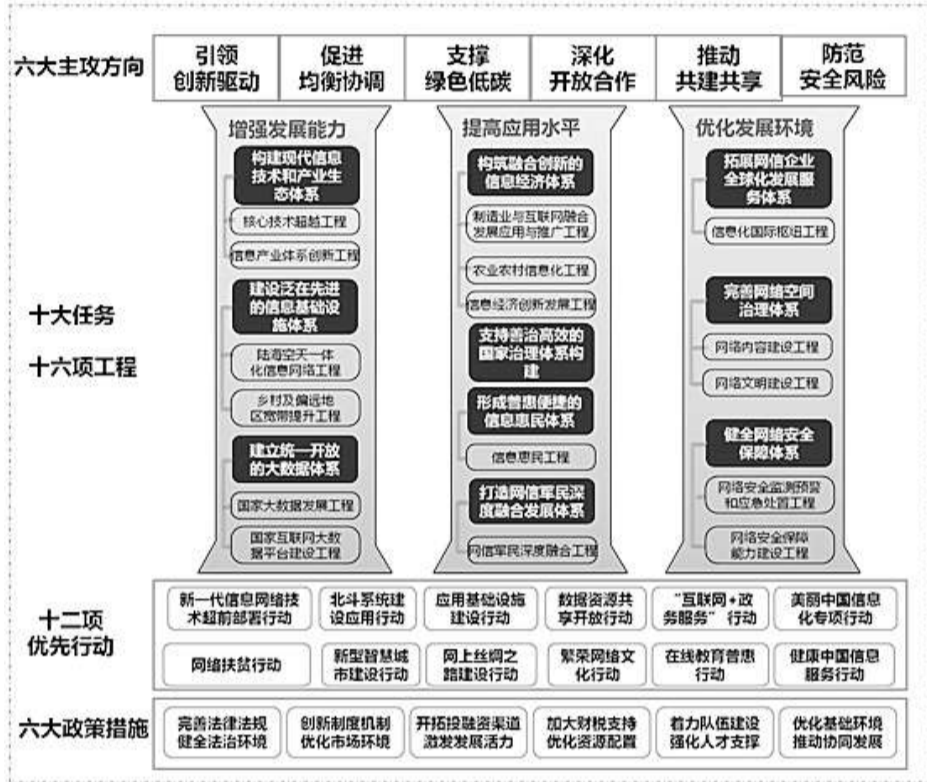 六大主攻方向
引领
创新驱动
促进
均衡协调
支撑
绿色低碳
深化
开放合作
推动
共建共享
防范
安全风险
十大任务
十六项工程
增强发展能力
构建现代信息
技术和产业生
态体系
核心技术超越工程
信息产业体系创新工程
建设泛在先进
的信息基础设
施体系
陆海空天一体
化信息网络工程
乡村及偏远地
区宽带提升工程
建立统一开放
的大数据体系
国家大数据发展工程
国家互联网大数
据平台建设工程
提高应用水平
构筑融合创新的
信息经济体系
制造业与互联网融合
发展应用与推广工程
农业农村信息化工程
信息经济创新发展工程
支持善治高效的
国家治理体系构
建
形成普惠便捷的
信息惠民体系
信息惠民工程
打造网信军民深
度融合发展体系
网信军民深度融合工程
优化发展环境
拓展网信企业
全球化发展服
务体系
信息化国际枢纽工程
完善网络空间
治理体系
网络内容建设工程
网络文明建设工程
健全网络安全
保障体系
网络安全监测预警
和应急处置工程
网络安全保障
能力建设工程
十二项
优先行动
新一代信息网络技
术超前部署行动
北斗系统建
设应用行动
应用基础设施
建设行动
数据资源共
享开放行动
“互联网+政
务服务”行动
美丽中国信息
化专项行动
网络扶贫行动
新型智慧城
市建设行动
网上丝绸之
路建设行动
繁荣网络文
化行动
在线教育普惠
行动
健康中国信息
服务行动
六大政策措施
完善法律法规
健全法治环境
创新制度机制
优化市场环境
开拓投融资渠道
激发发展活力
加大财税支持
优化资源配置
着力队伍建设
强化人才支撑
优化基础环境
推动协同发展